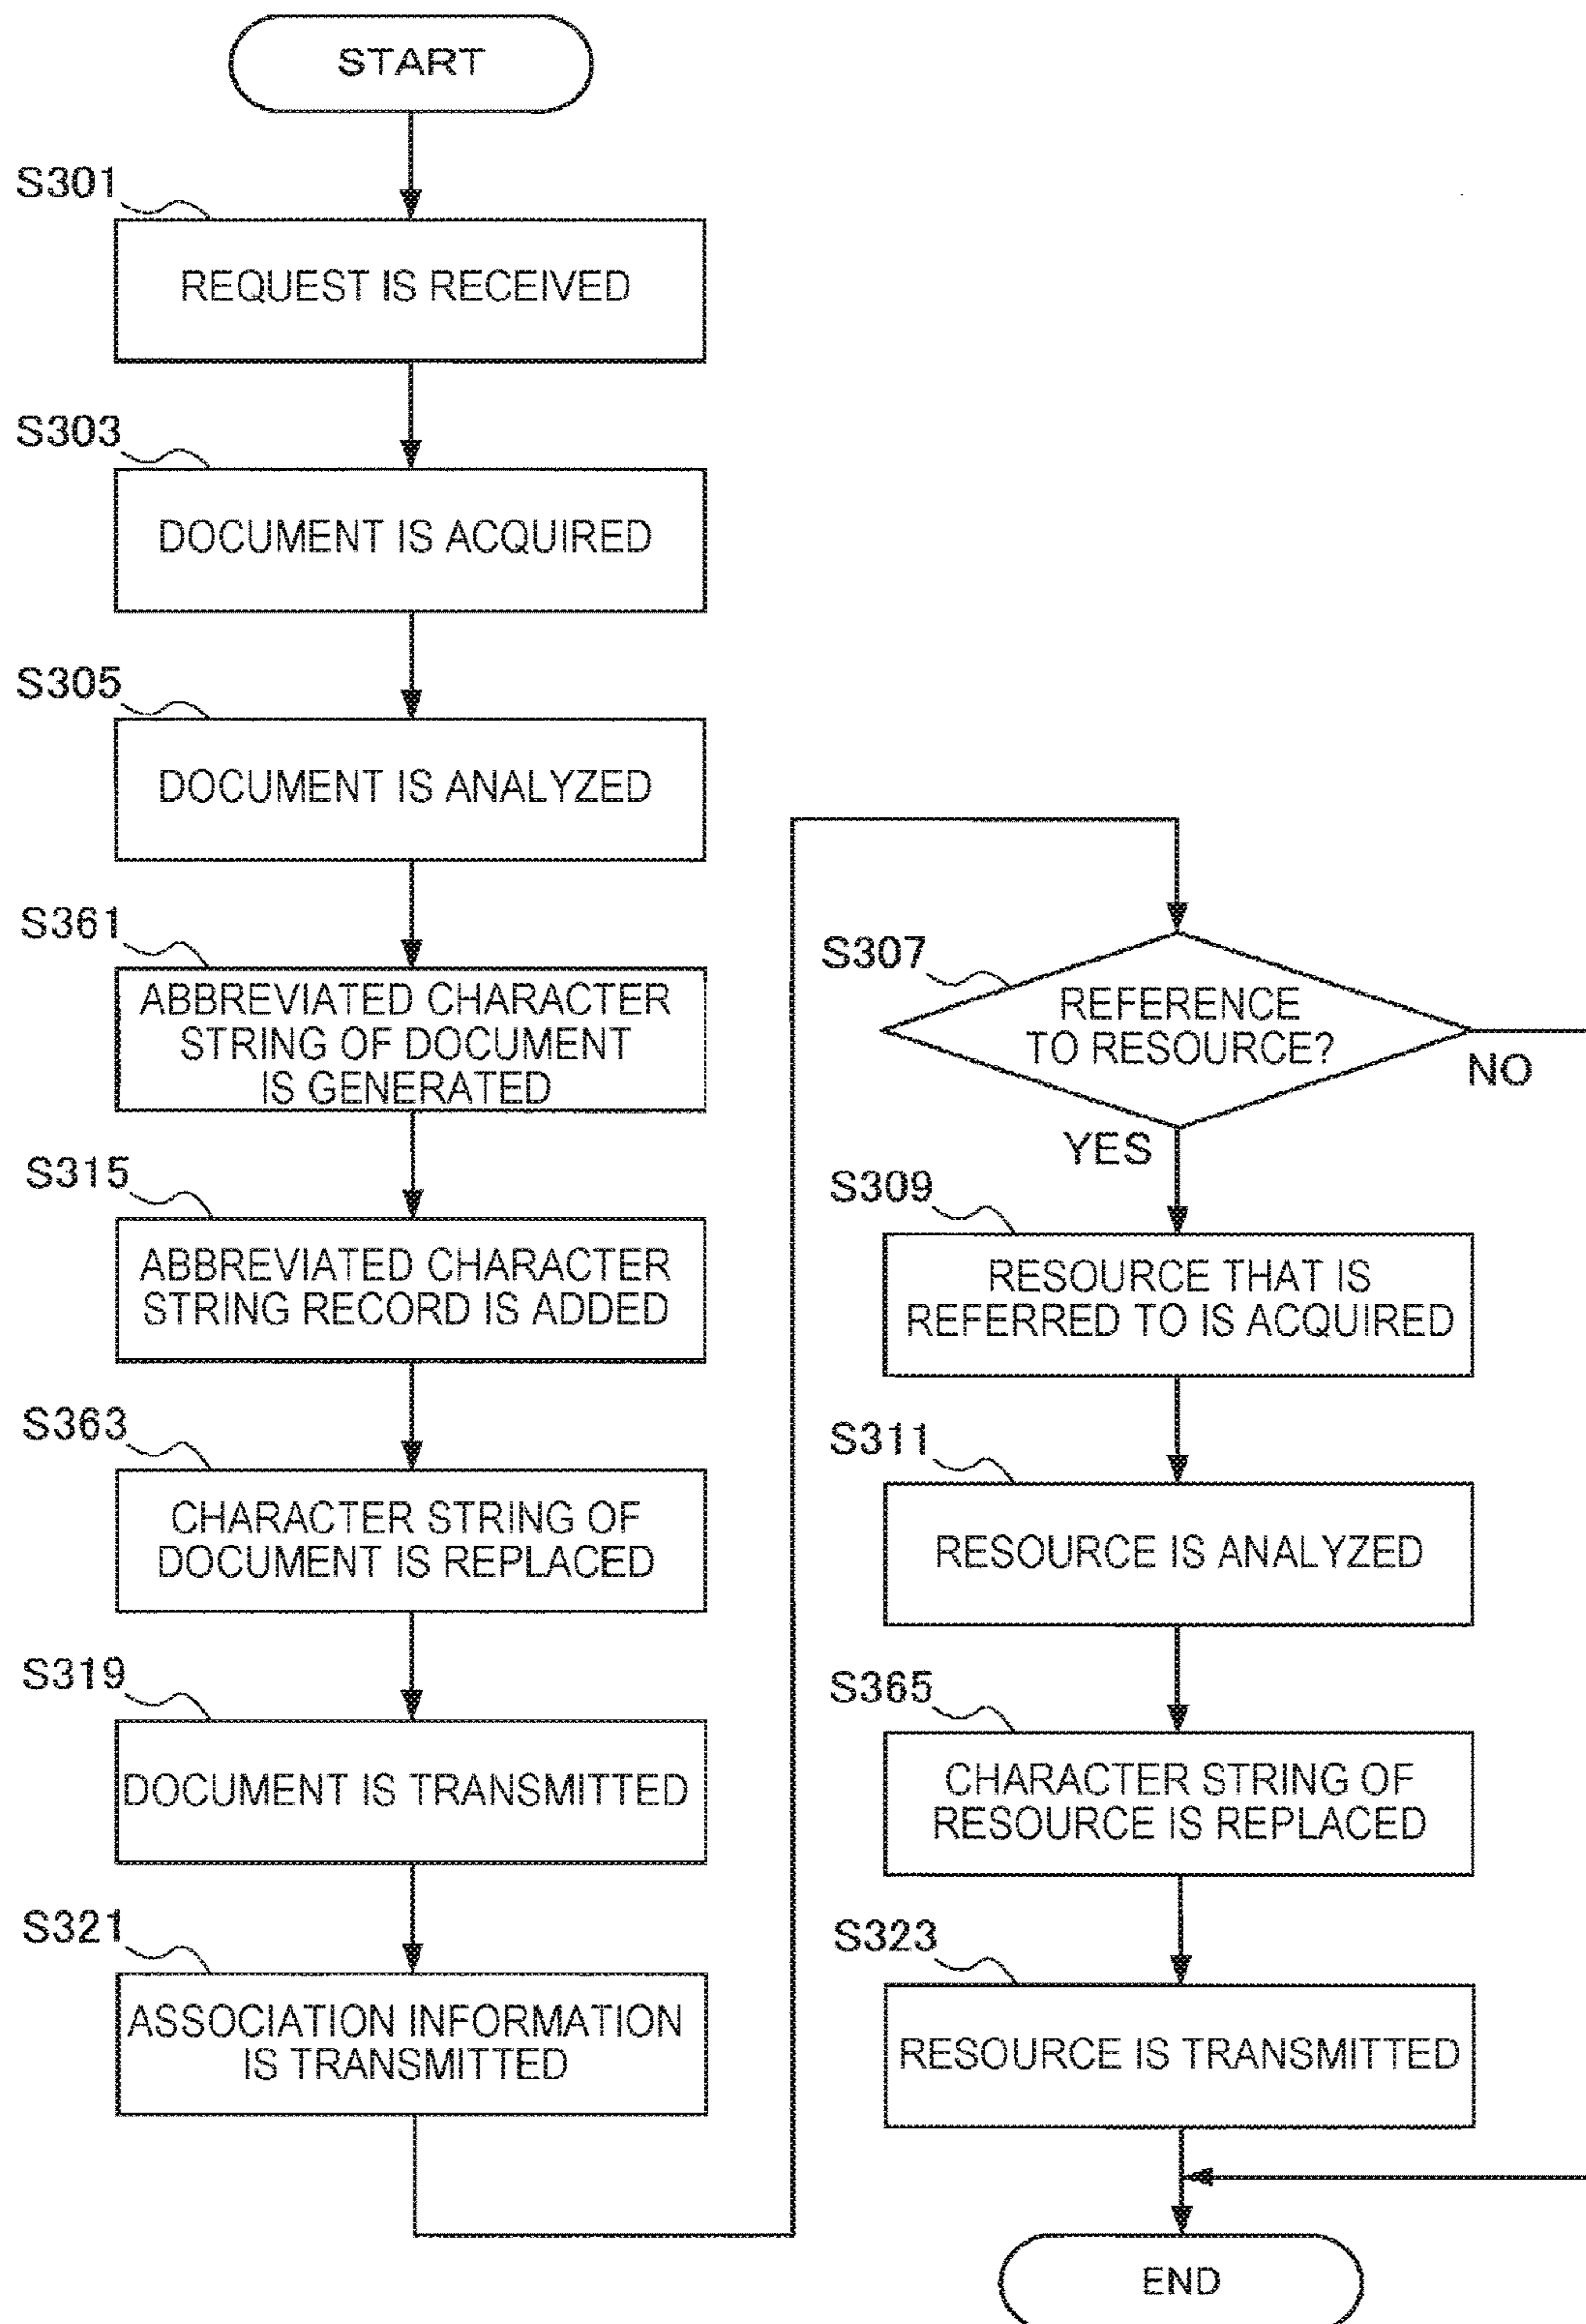 START
S301
REQUEST IS RECEIVED
S303
DOCUMENT IS ACQUIRED
S305
DOCUMENT IS ANALYZED
S361
ABBREVIATED CHARACTER
STRING OF DOCUMENT
IS GENERATED
S315
ABBREVIATED CHARACTER
STRING RECORD IS ADDED
S363
CHARACTER STRING OF
DOCUMENT IS REPLACED
S319
DOCUMENT IS TRANSMITTED
S321
ASSOCIATION INFORMATION
IS TRANSMITTED
S307
REFERENCE
TO RESOURCE?
NO
YES
S309
RESOURCE THAT IS
REFERRED TO IS ACQUIRED
S311
RESOURCE IS ANALYZED
S365
CHARACTER STRING OF
RESOURCE IS REPLACED
S323
RESOURCE IS TRANSMITTED
END